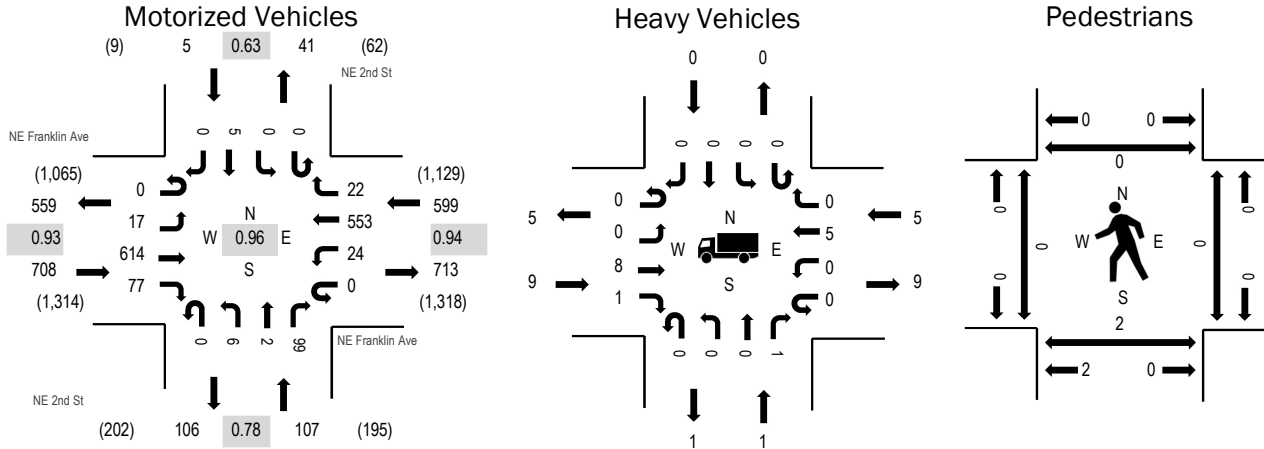 Motorized Vehicles
(9) 5 0.63 41 (62)
NE 2nd St
NE Franklin Ave
0 5 0 0
(1,065) (1,129)
0 22
559 599
17 553
N
0.93 W 0.96 E 0.94
614 24
S
708 713
77 0
(1,314) (1,318)
0 6 2 99
NE Franklin Ave
NE 2nd St
(202) 106 0.78 107 (195)
Heavy Vehicles
0 0
0 0 0 0
0 0
5 5
0 5
N
W E
8 0
S
9 9
1 0
0 0 0 1
1 1
Pedestrians
0 0
0
N
0 0
W E
0 0
0 0
S
2
2 0